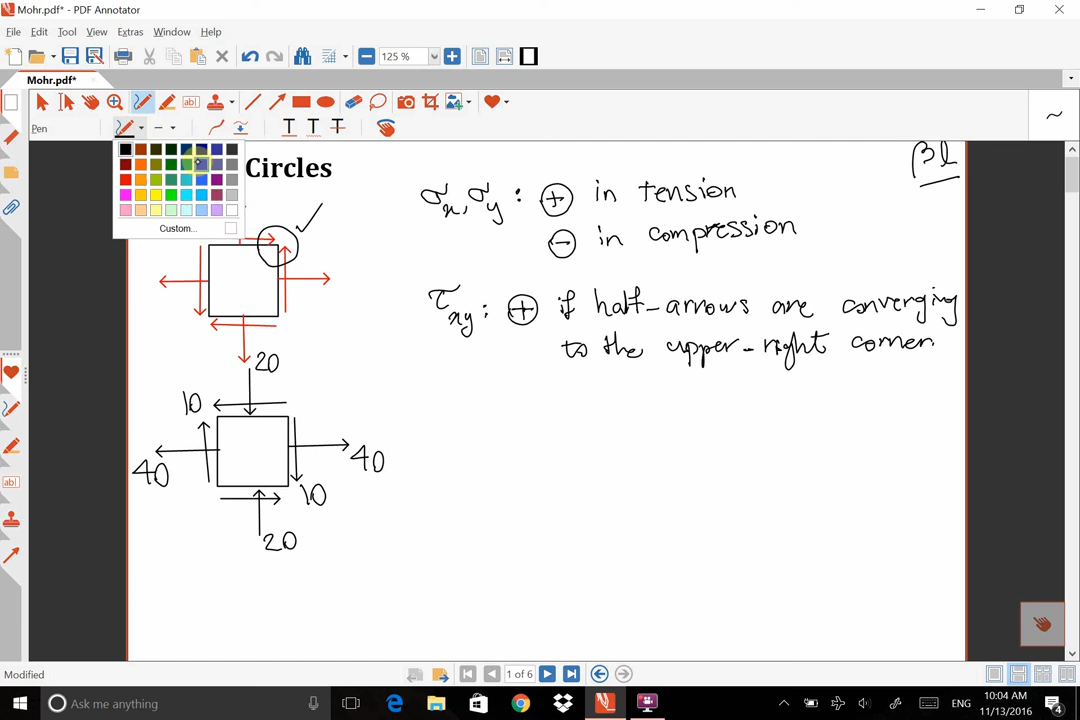 Mohr.pdf* - PDF Annotator
File Edit Tool View Extras Window Help
125 %
Mohr.pdf*
Pen
Custom...
Circles
βl
σx, σy : ⊕ in tension
⊖ in compression
τxy : ⊕ if half-arrows are converging
to the upper-right corner.
20
10
40
40
10
20
Modified
1 of 6
Ask me anything
ENG
10:04 AM
11/13/2016
4